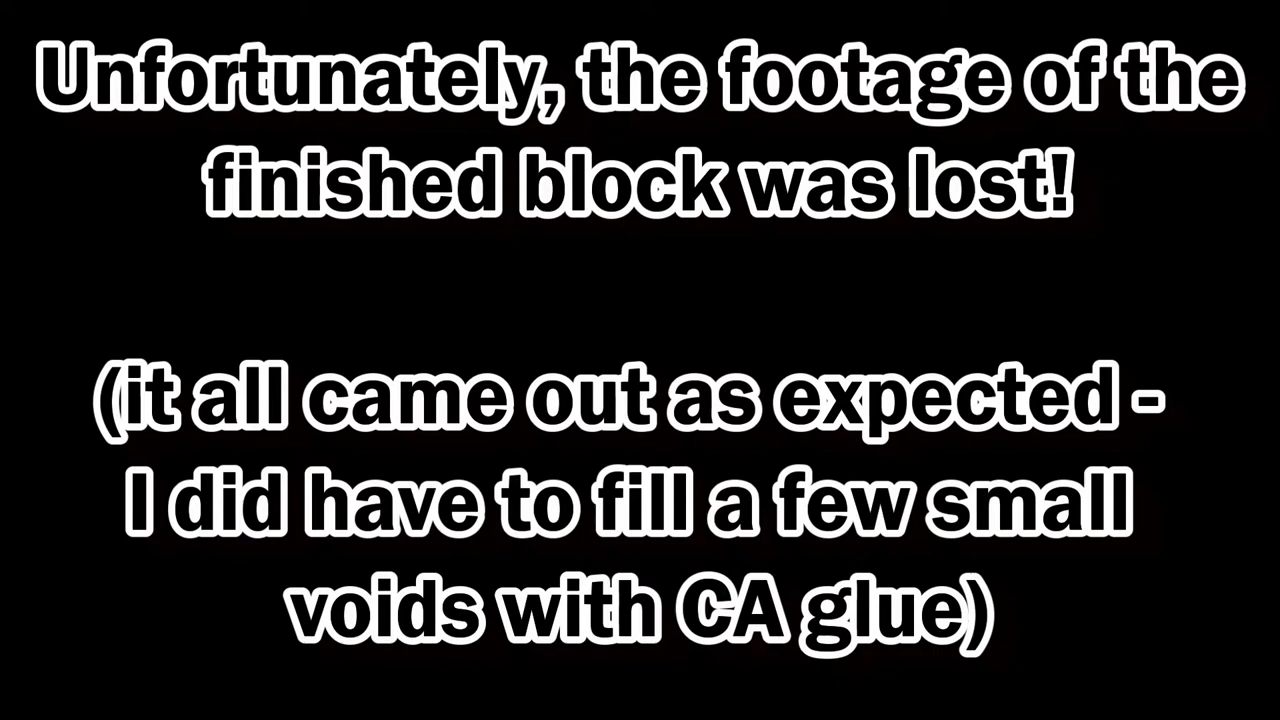 Unfortunately, the footage of the
finished block was lost!
(it all came out as expected -
I did have to fill a few small
voids with CA glue)